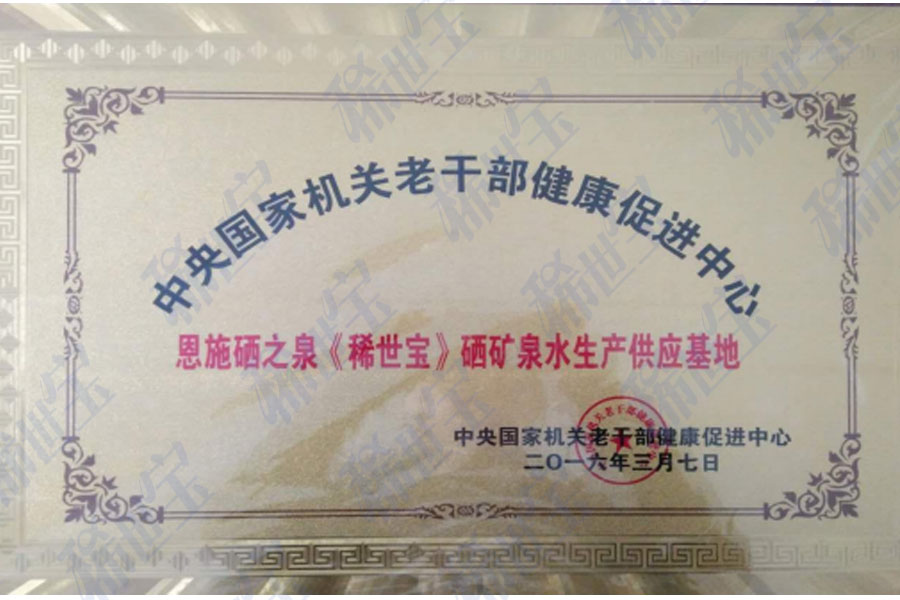 中央国家机关老干部健康促进中心
恩施硒之泉《稀世宝》硒矿泉水生产供应基地
中央国家机关老干部健康促进中心
二〇一六年三月七日
稀世宝